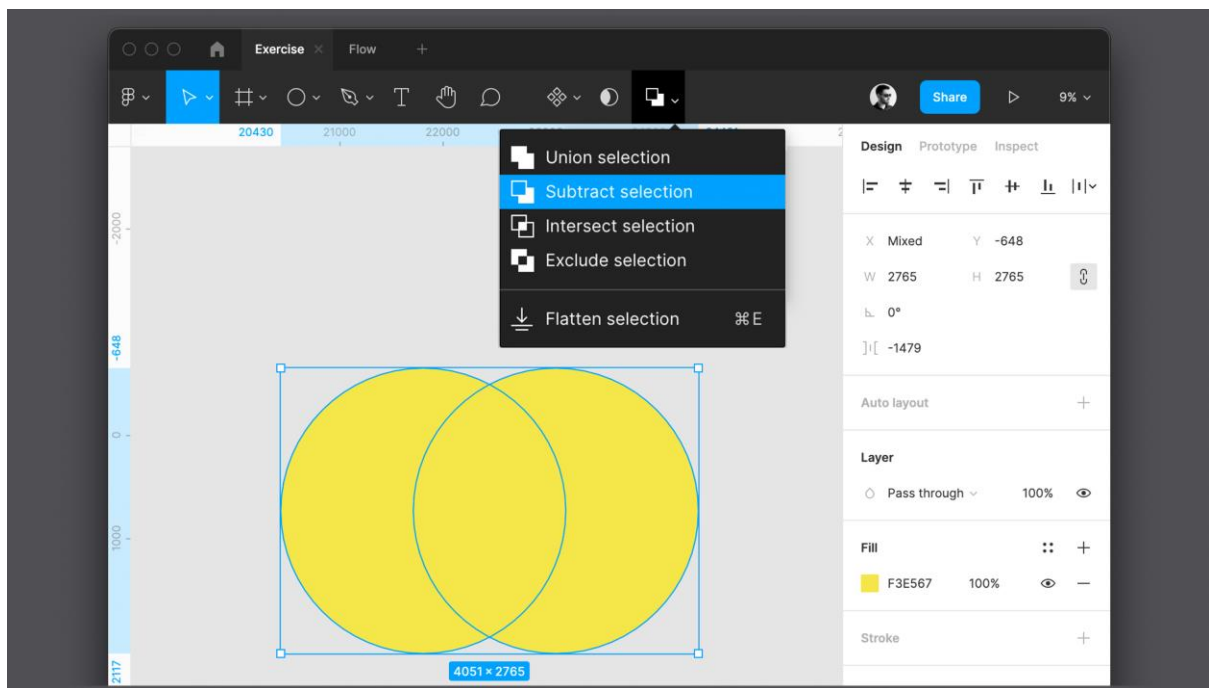 Exercise
Flow
Share
9%
20430
21000
22000
Union selection
Subtract selection
Intersect selection
Exclude selection
Flatten selection ⌘E
-2000
-648
0
1000
2117
4051 × 2765
Design Prototype Inspect
X Mixed Y -648
W 2765 H 2765
0°
-1479
Auto layout
Layer
Pass through 100%
Fill
F3E567 100%
Stroke